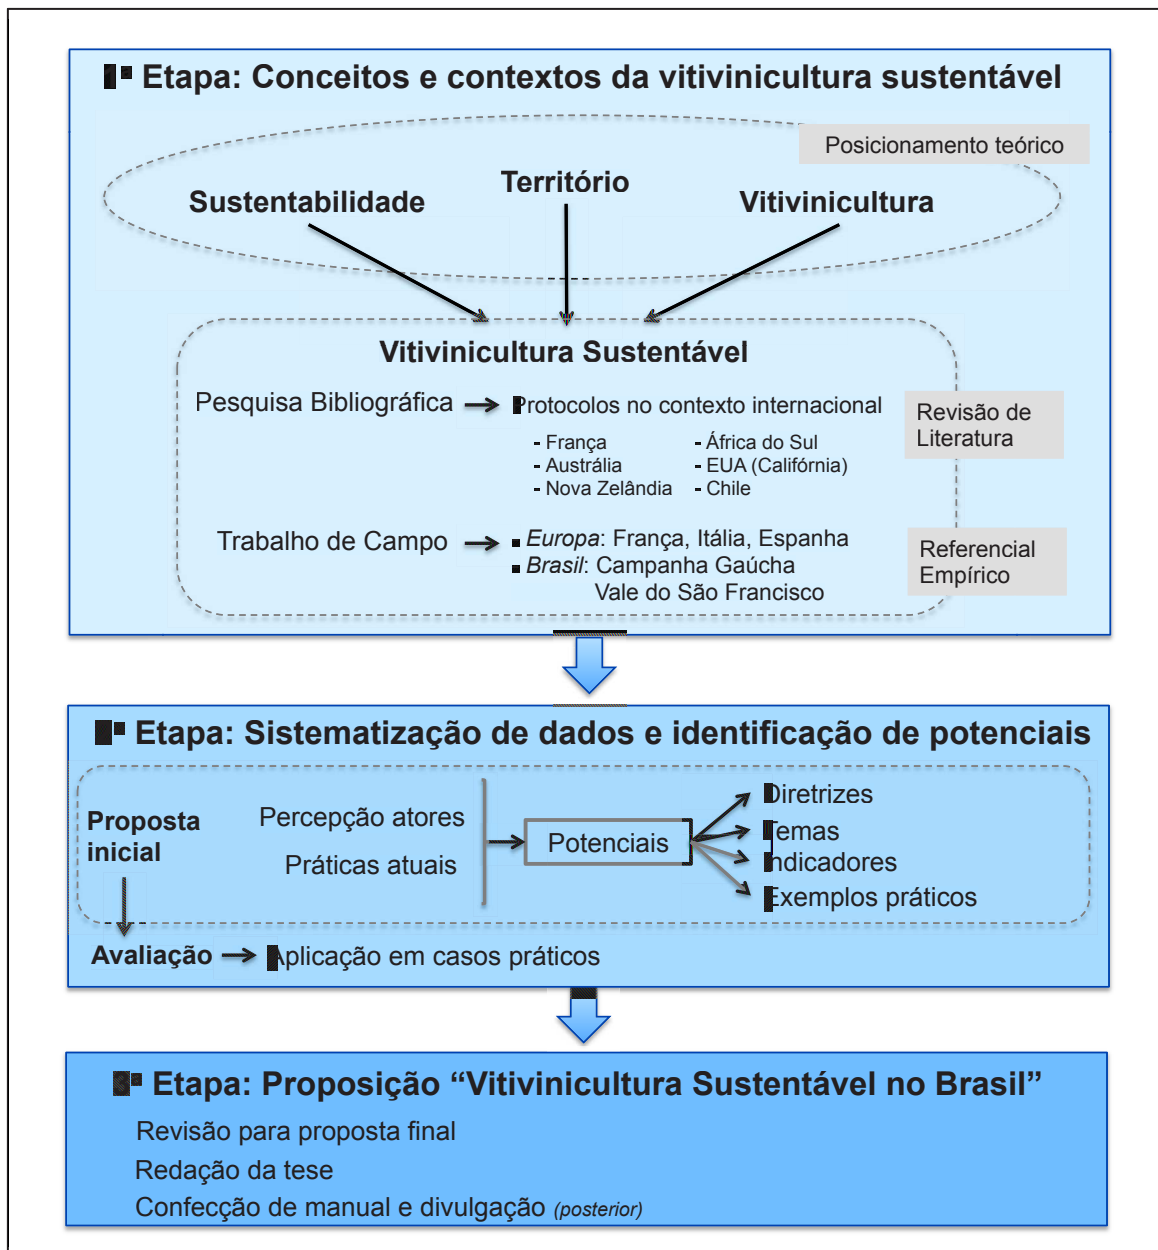 1ª Etapa: Conceitos e contextos da vitivinicultura sustentável
Posicionamento teórico
Território
Sustentabilidade
Vitivinicultura
Vitivinicultura Sustentável
Pesquisa Bibliográfica
Protocolos no contexto internacional
- França
- Austrália
- Nova Zelândia
- África do Sul
- EUA (Califórnia)
- Chile
Revisão de
Literatura
Trabalho de Campo
Europa: França, Itália, Espanha
Brasil: Campanha Gaúcha
Vale do São Francisco
Referencial
Empírico
Etapa: Sistematização de dados e identificação de potenciais
Proposta
inicial
Percepção atores
Práticas atuais
Potenciais
Diretrizes
Temas
Indicadores
Exemplos práticos
Avaliação
Aplicação em casos práticos
3ª Etapa: Proposição “Vitivinicultura Sustentável no Brasil”
Revisão para proposta final
Redação da tese
Confecção de manual e divulgação (posterior)